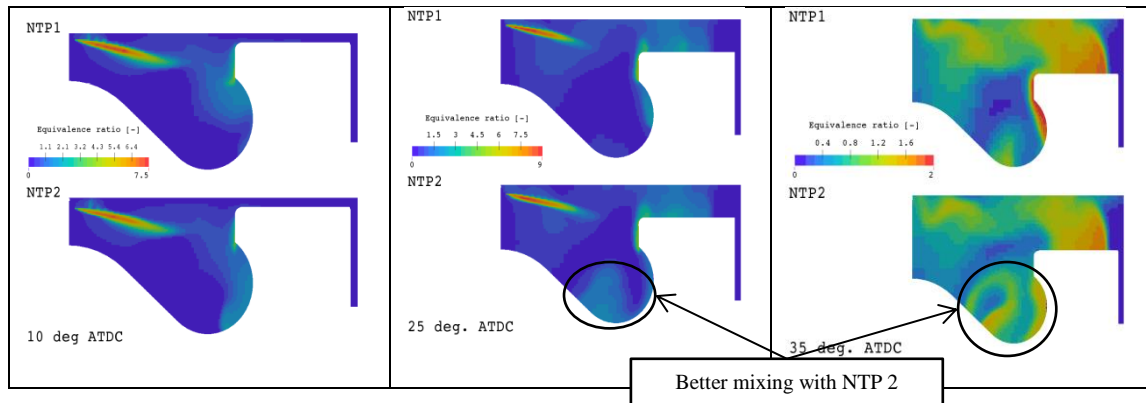 NTP1
Equivalence ratio [-]
1.1 2.1 3.2 4.3 5.3 6.4
0 7.5
NTP2
10 deg ATDC
NTP1
Equivalence ratio [-]
1.5 3 4.5 6 7.5
0 9
NTP2
25 deg. ATDC
NTP1
Equivalence ratio [-]
0.4 0.8 1.2 1.6
0 2
NTP2
35 deg. ATDC
Better mixing with NTP 2